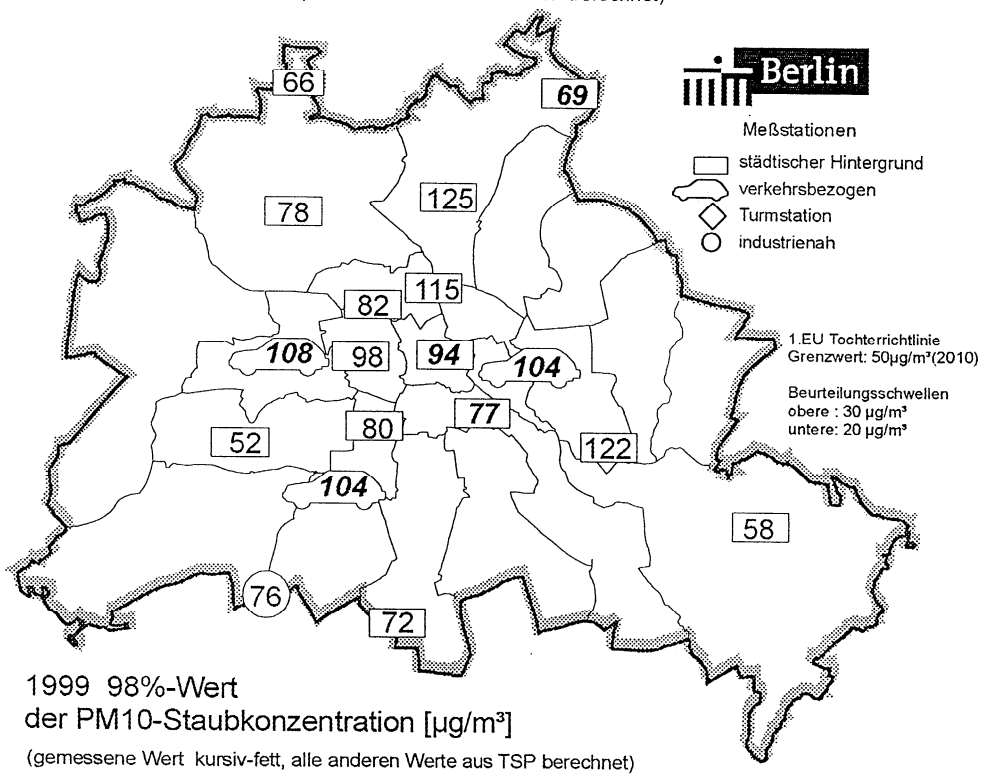 berechnet)
Berlin
66
69
Meßstationen
städtischer Hintergrund
verkehrsbezogen
Turmstation
industrienah
78
125
115
82
108
98
94
104
1.EU Tochterrichtlinie
Grenzwert: 50µg/m³(2010)
Beurteilungsschwellen
obere : 30 µg/m³
untere: 20 µg/m³
52
80
77
122
104
58
76
72
1999 98%-Wert
der PM10-Staubkonzentration [µg/m³]
(gemessene Wert kursiv-fett, alle anderen Werte aus TSP berechnet)